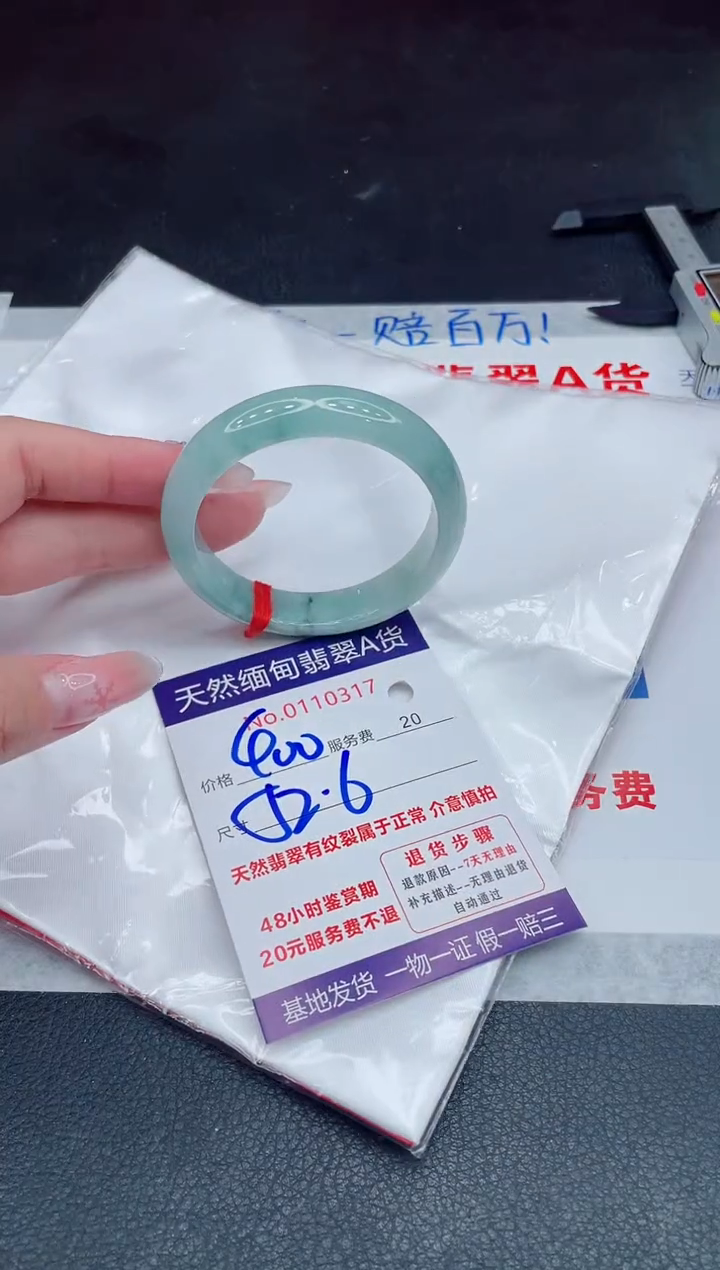 一赔百万!
翡翠A货
天然缅甸翡翠A货
No.0110317
价格 400 服务费 20
尺寸 52.6
天然翡翠有纹裂属于正常 介意慎拍
退货步骤
退款原因--7天无理由
补充描述--无理由退货
自动通过
48小时鉴赏期
20元服务费不退
基地发货 一物一证 假一赔三
务费